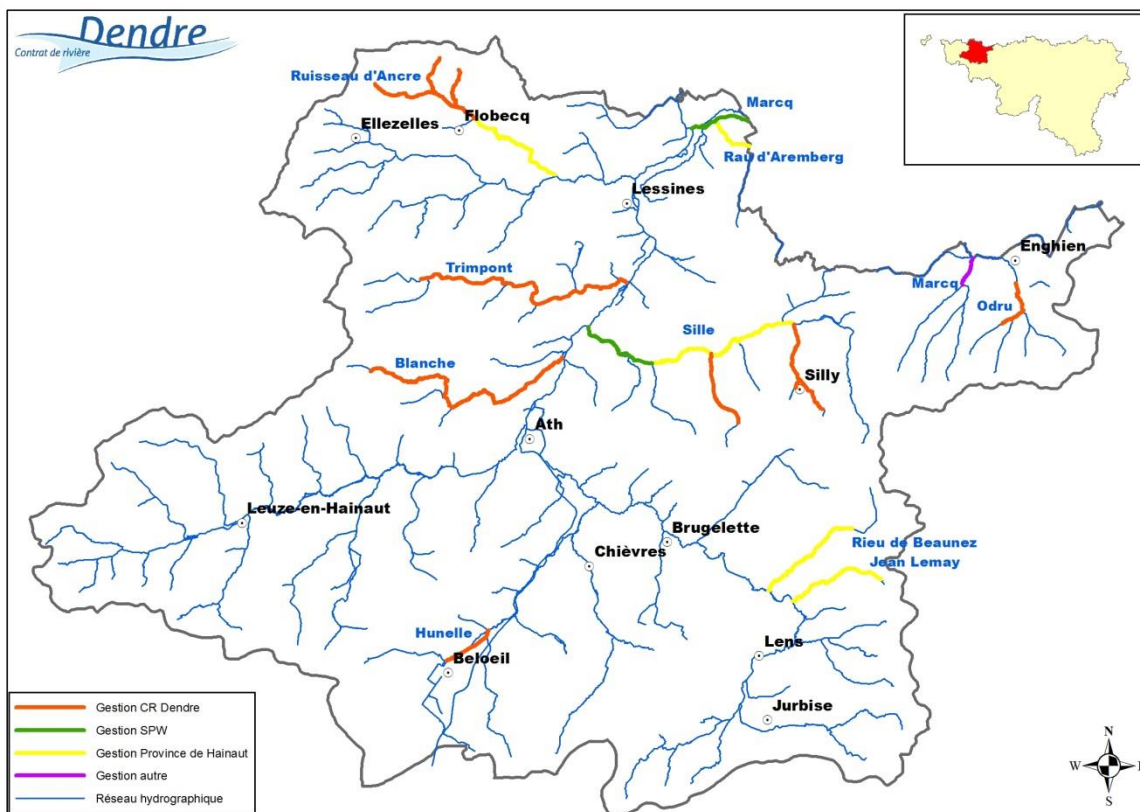 Dendre
Contrat de rivière
Ruisseau d'Ancre
Flobecq
Ellezelles
Marcq
Rau d'Aremberg
Lessines
Enghien
Trimpont
Marcq
Odru
Sille
Blanche
Silly
Ath
Leuze-en-Hainaut
Brugelette
Rieu de Beaunez
Chièvres
Jean Lemay
Hunelle
Lens
Beloeil
Jurbise
Gestion CR Dendre
Gestion SPW
Gestion Province de Hainaut
Gestion autre
Réseau hydrographique
N
W E
S